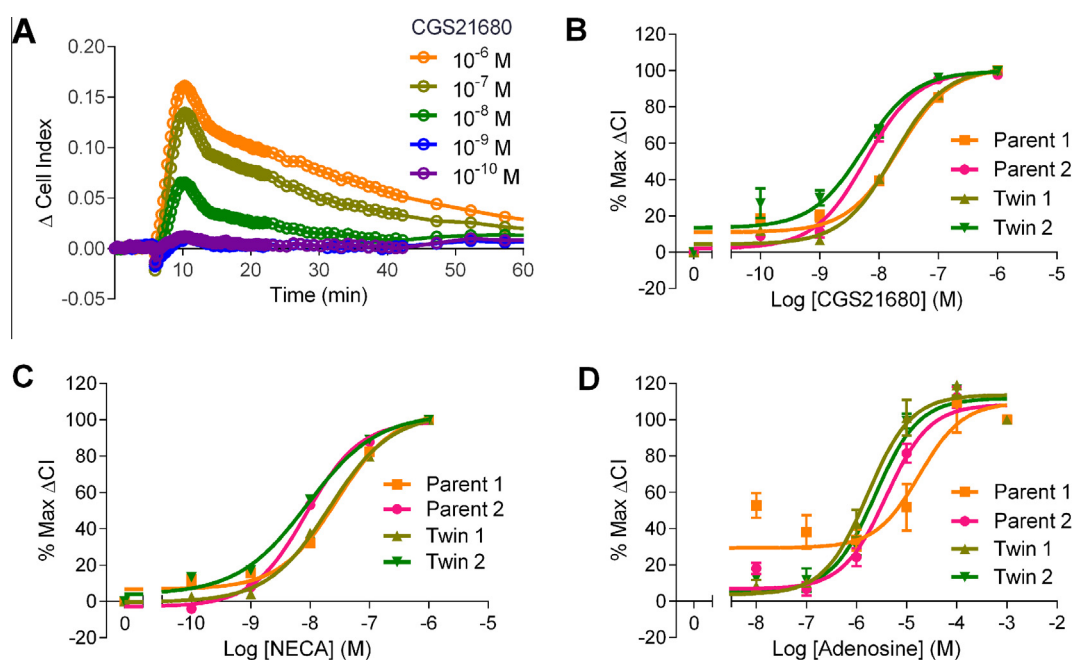 A
CGS21680
10⁻⁶ M
10⁻⁷ M
10⁻⁸ M
10⁻⁹ M
10⁻¹⁰ M
Δ Cell Index
0.20
0.15
0.10
0.05
0.00
-0.05
10 20 30 40 50 60
Time (min)
B
% Max ΔCI
120
100
80
60
40
20
0
20
Parent 1
Parent 2
Twin 1
Twin 2
0 -10 -9 -8 -7 -6 -5
Log [CGS21680] (M)
C
% Max ΔCI
120
100
80
60
40
20
0
20
Parent 1
Parent 2
Twin 1
Twin 2
0 -10 -9 -8 -7 -6 -5
Log [NECA] (M)
D
% Max ΔCI
120
100
80
60
40
20
0
20
Parent 1
Parent 2
Twin 1
Twin 2
0 -8 -7 -6 -5 -4 -3 -2
Log [Adenosine] (M)